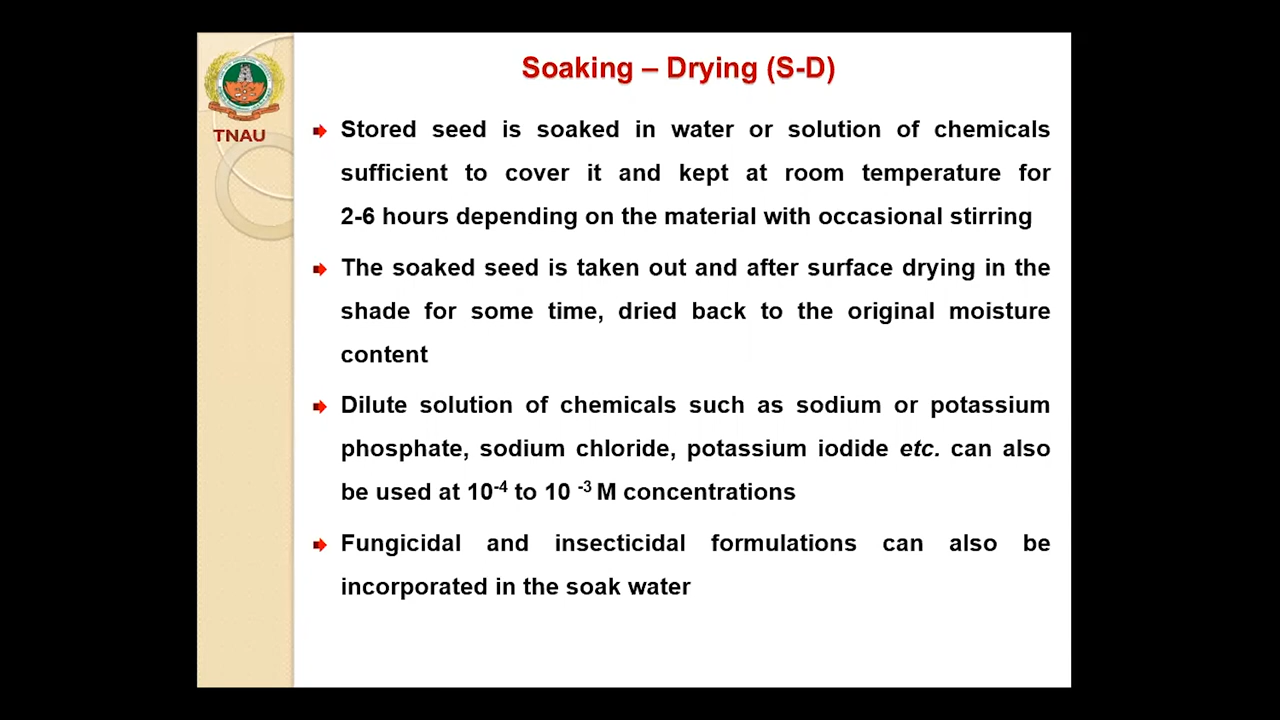 Soaking – Drying (S-D)
TNAU
Stored seed is soaked in water or solution of chemicals
sufficient to cover it and kept at room temperature for
2-6 hours depending on the material with occasional stirring
The soaked seed is taken out and after surface drying in the
shade for some time, dried back to the original moisture
content
Dilute solution of chemicals such as sodium or potassium
phosphate, sodium chloride, potassium iodide etc. can also
be used at 10⁻⁴ to 10 ⁻³ M concentrations
Fungicidal and insecticidal formulations can also be
incorporated in the soak water